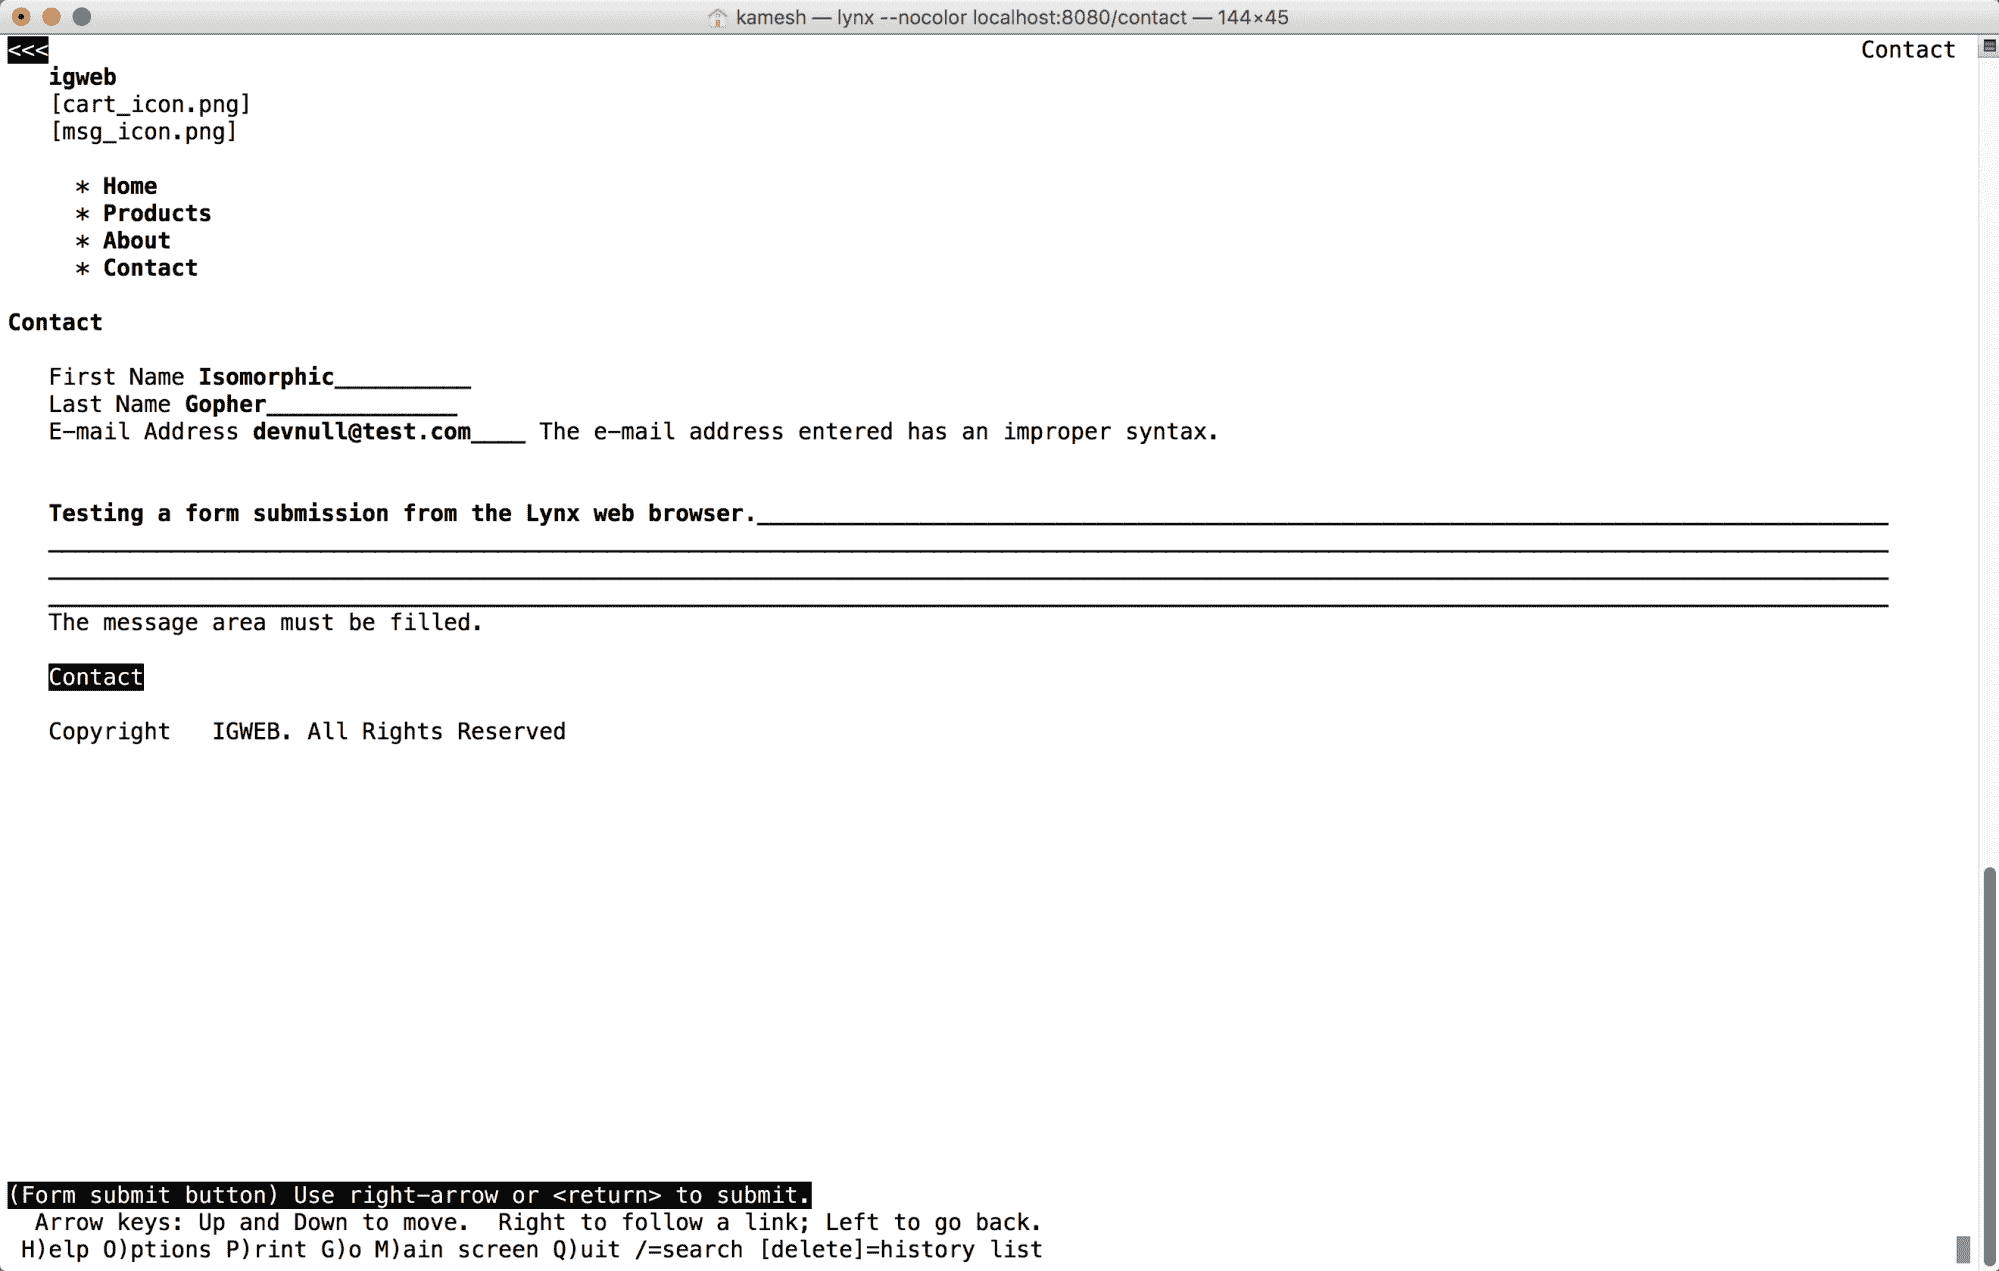 kamesh — lynx --nocolor localhost:8080/contact — 144×45
<<< Contact
igweb
[cart_icon.png]
[msg_icon.png]
* Home
* Products
* About
* Contact
Contact
First Name Isomorphic__________
Last Name Gopher______________
E-mail Address devnull@test.com____ The e-mail address entered has an improper syntax.
Testing a form submission from the Lynx web browser.___________________________________________________________________________________
_______________________________________________________________________________________________________________________________________
_______________________________________________________________________________________________________________________________________
_______________________________________________________________________________________________________________________________________
The message area must be filled.
Contact
Copyright IGWEB. All Rights Reserved
(Form submit button) Use right-arrow or <return> to submit.
Arrow keys: Up and Down to move. Right to follow a link; Left to go back.
H)elp O)ptions P)rint G)o M)ain screen Q)uit /=search [delete]=history list